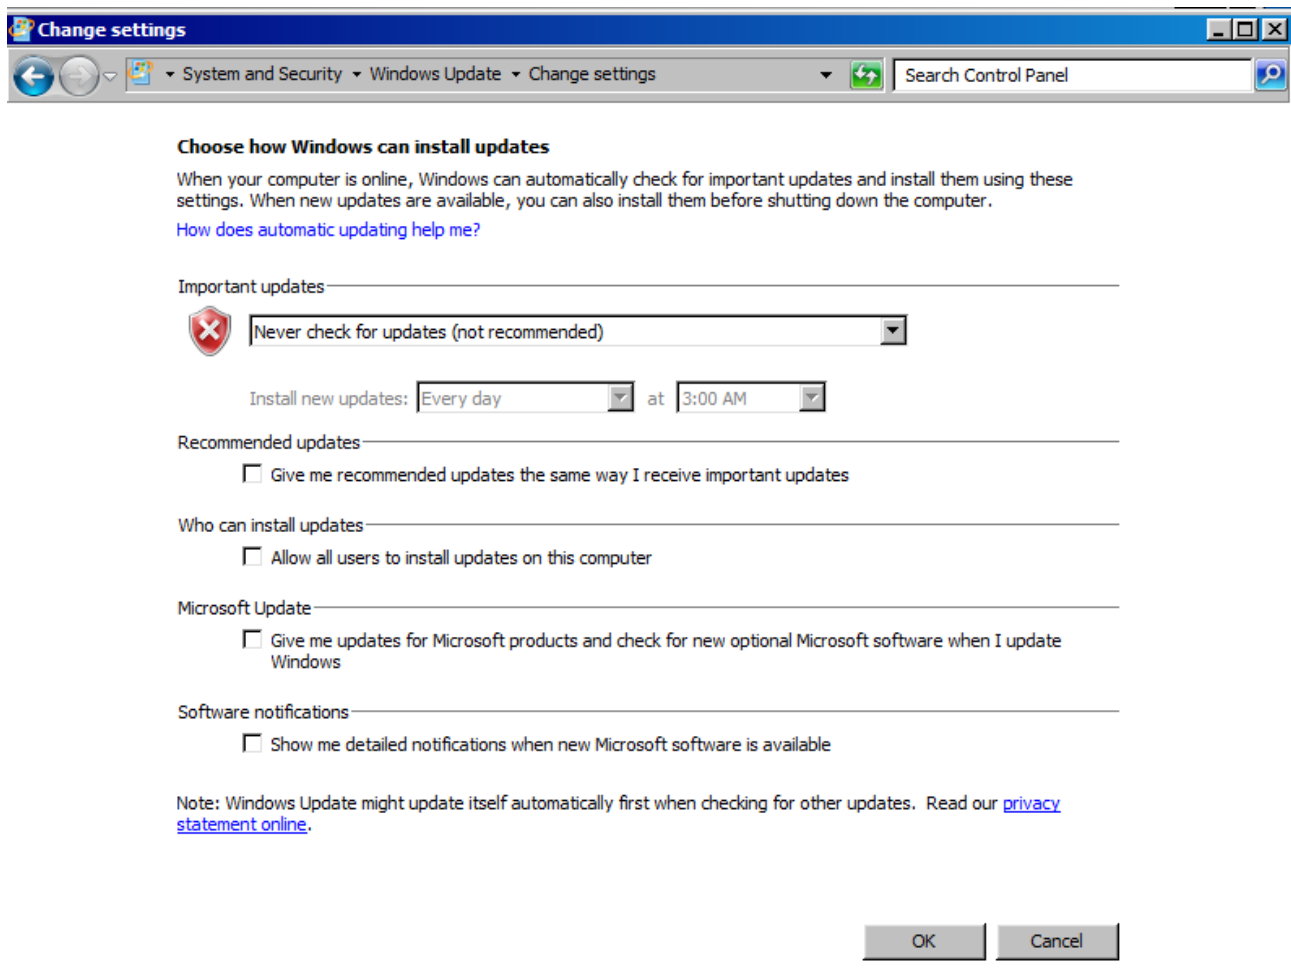 Change settings
System and Security Windows Update Change settings Search Control Panel
Choose how Windows can install updates
When your computer is online, Windows can automatically check for important updates and install them using these
settings. When new updates are available, you can also install them before shutting down the computer.
How does automatic updating help me?
Important updates
Never check for updates (not recommended)
Install new updates: Every day at 3:00 AM
Recommended updates
Give me recommended updates the same way I receive important updates
Who can install updates
Allow all users to install updates on this computer
Microsoft Update
Give me updates for Microsoft products and check for new optional Microsoft software when I update
Windows
Software notifications
Show me detailed notifications when new Microsoft software is available
Note: Windows Update might update itself automatically first when checking for other updates. Read our privacy
statement online.
OK Cancel